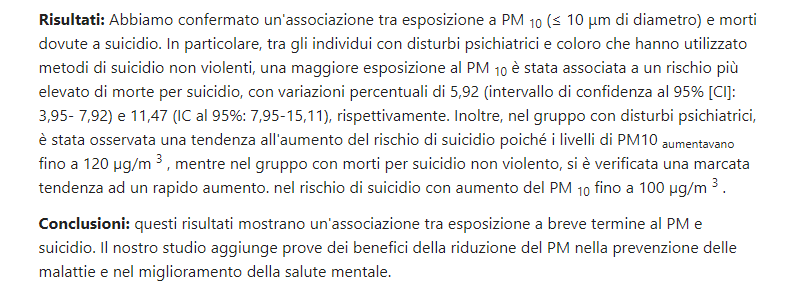 Risultati: Abbiamo confermato un'associazione tra esposizione a PM 10 (≤ 10 μm di diametro) e morti
dovute a suicidio. In particolare, tra gli individui con disturbi psichiatrici e coloro che hanno utilizzato
metodi di suicidio non violenti, una maggiore esposizione al PM 10 è stata associata a un rischio più
elevato di morte per suicidio, con variazioni percentuali di 5,92 (intervallo di confidenza al 95% [CI]:
3,95- 7,92) e 11,47 (IC al 95%: 7,95-15,11), rispettivamente. Inoltre, nel gruppo con disturbi psichiatrici,
è stata osservata una tendenza all'aumento del rischio di suicidio poiché i livelli di PM10 aumentavano
fino a 120 μg/m 3 , mentre nel gruppo con morti per suicidio non violento, si è verificata una marcata
tendenza ad un rapido aumento. nel rischio di suicidio con aumento del PM 10 fino a 100 μg/m 3 .
Conclusioni: questi risultati mostrano un'associazione tra esposizione a breve termine al PM e
suicidio. Il nostro studio aggiunge prove dei benefici della riduzione del PM nella prevenzione delle
malattie e nel miglioramento della salute mentale.